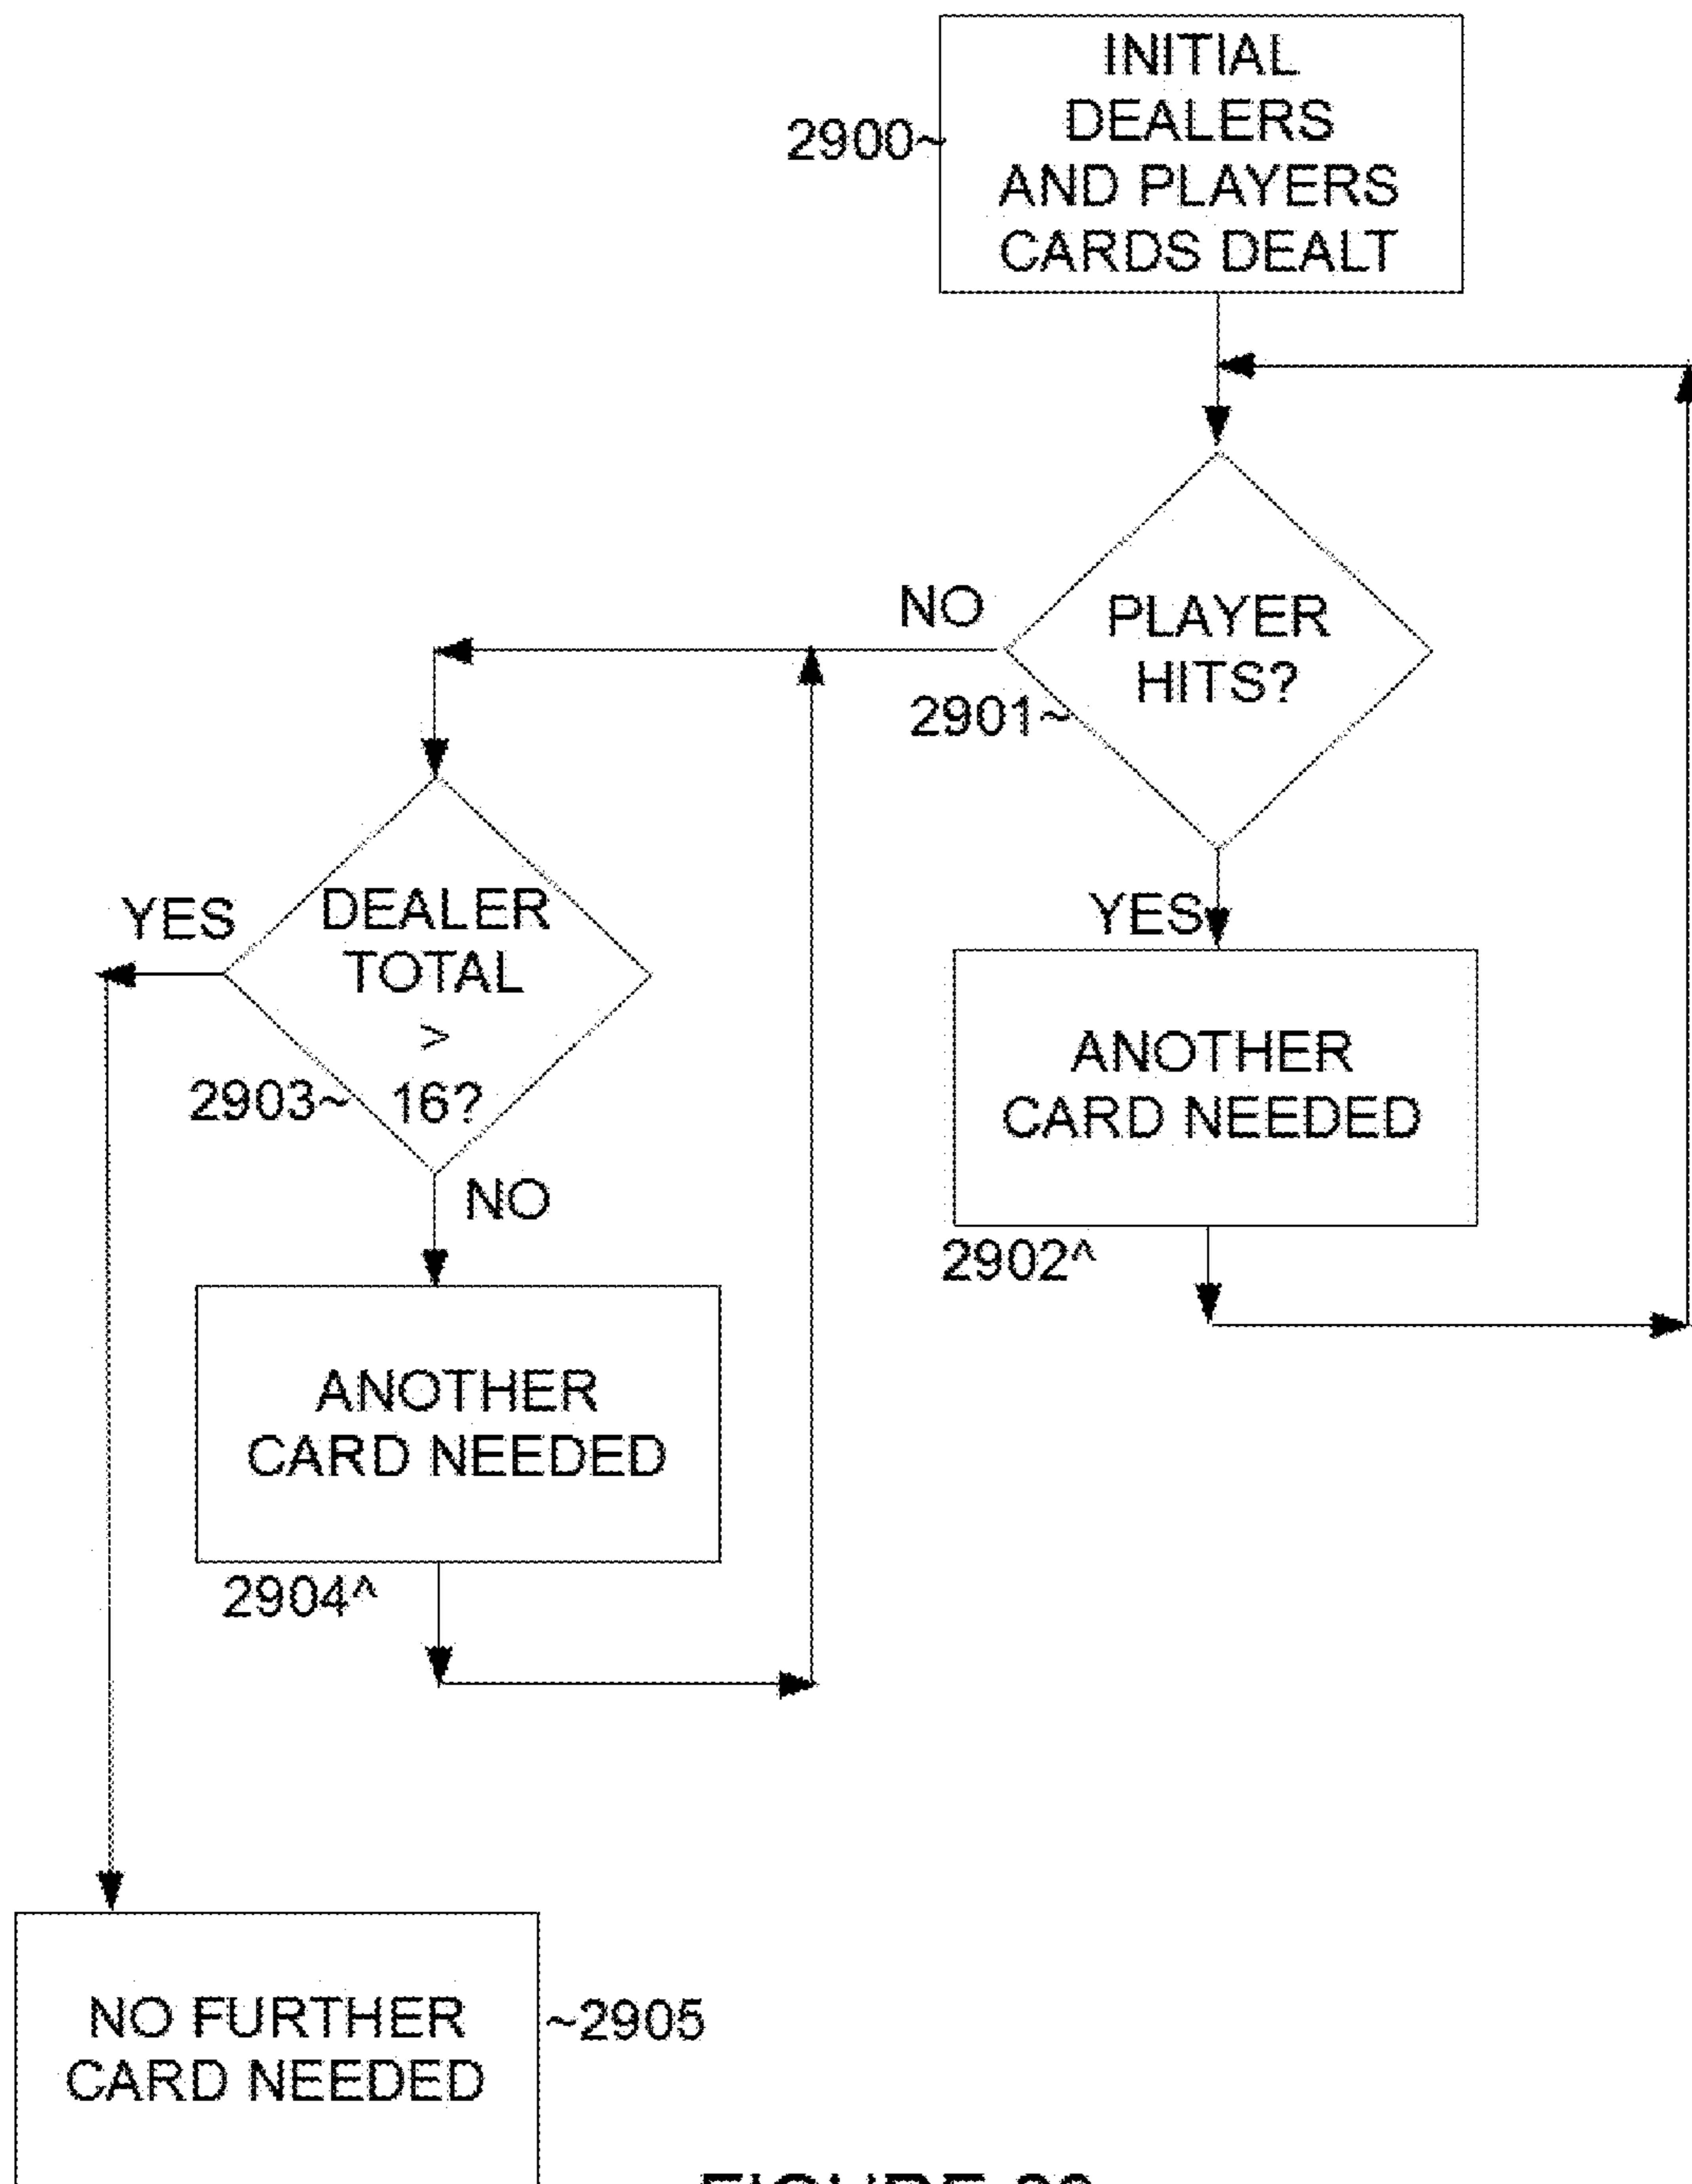 INITIAL
DEALERS
2900~
AND PLAYERS
CARDS DEALT
NO
PLAYER
HITS?
2901~
YES
DEALER
TOTAL
>
16?
2903~
YES
ANOTHER
CARD NEEDED
2902^
NO
ANOTHER
CARD NEEDED
2904^
NO FURTHER
CARD NEEDED
~2905